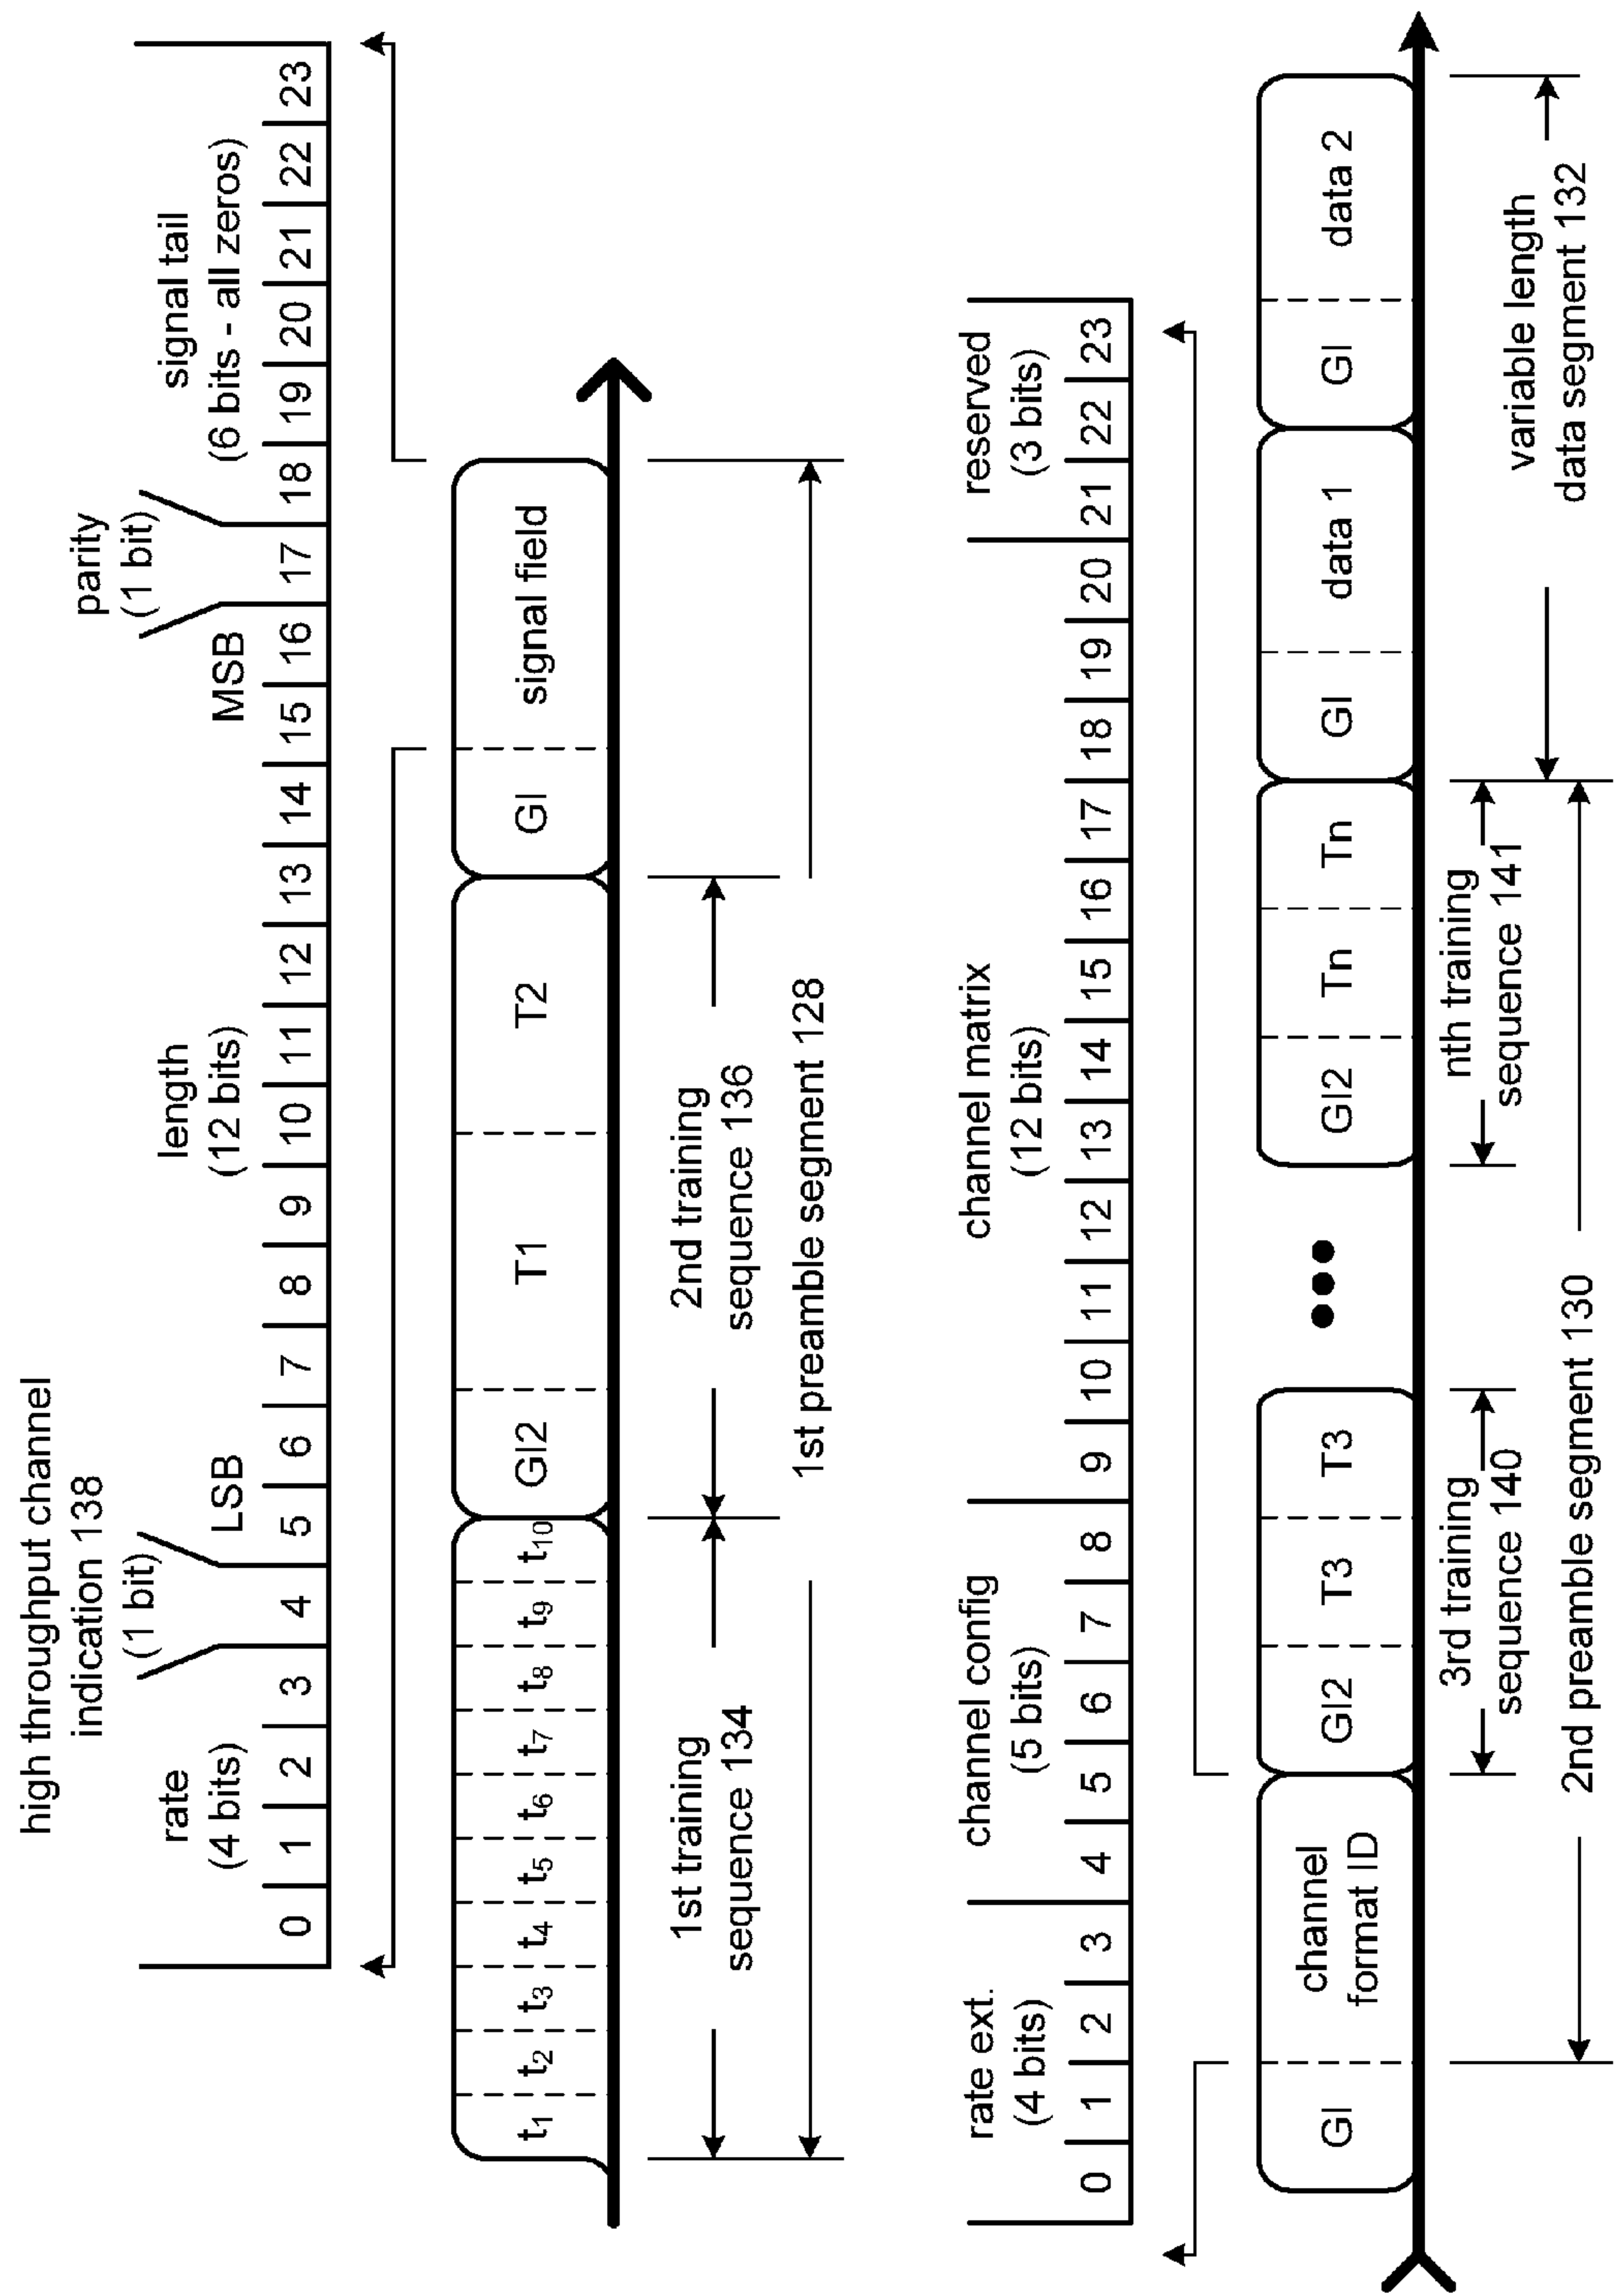 high throughput channel
indication 138
(1 bit)
parity
(1 bit)
rate
(4 bits)
LSB
length
(12 bits)
MSB
signal tail
(6 bits - all zeros)
0 1 2 3 4 5 6 7 8 9 10 11 12 13 14 15 16 17 18 19 20 21 22 23
t1 t2 t3 t4 t5 t6 t7 t8 t9 t10 GI2 T1 T2 GI signal field
1st training
sequence 134
2nd training
sequence 136
1st preamble segment 128
rate ext.
(4 bits)
channel config
(5 bits)
channel matrix
(12 bits)
reserved
(3 bits)
0 1 2 3 4 5 6 7 8 9 10 11 12 13 14 15 16 17 18 19 20 21 22 23
GI channel
format ID
GI2 T3 T3 ••• GI2 Tn Tn GI data 1 GI data 2
3rd training
sequence 140
nth training
sequence 141
variable length
data segment 132
2nd preamble segment 130